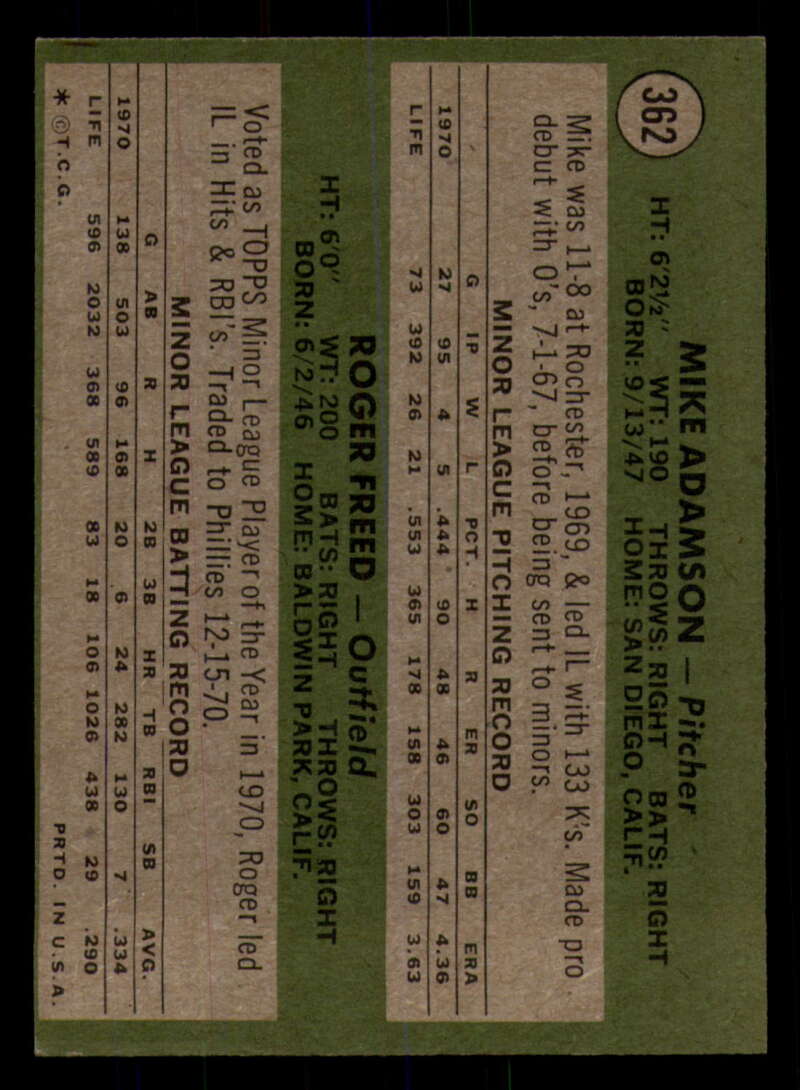 362
MIKE ADAMSON — Pitcher
HT: 6'2½" WT: 190 THROWS: RIGHT BATS: RIGHT
BORN: 9/13/47 HOME: SAN DIEGO, CALIF.
Mike was 11-8 at Rochester, 1969, & led IL with 133 K's. Made pro
debut with O's, 7-1-67, before being sent to minors.
MINOR LEAGUE PITCHING RECORD
G IP W L PCT. H R ER SO BB ERA
1970 27 95 4 5 .444 90 48 46 60 47 4.36
LIFE 73 392 26 21 .553 365 178 158 303 159 3.63
ROGER FREED — Outfield
HT: 6'0" WT: 200 BATS: RIGHT THROWS: RIGHT
BORN: 6/2/46 HOME: BALDWIN PARK, CALIF.
Voted as TOPPS Minor League Player of the Year in 1970, Roger led
IL in Hits & RBI's. Traded to Phillies 12-15-70.
MINOR LEAGUE BATTING RECORD
G AB R H 2B 3B HR TB RBI SB AVG.
1970 138 503 96 168 20 6 24 282 130 7 .334
LIFE 596 2032 368 589 83 18 106 1026 438 29 .290
* ©T.C.G. PRTD. IN U.S.A.